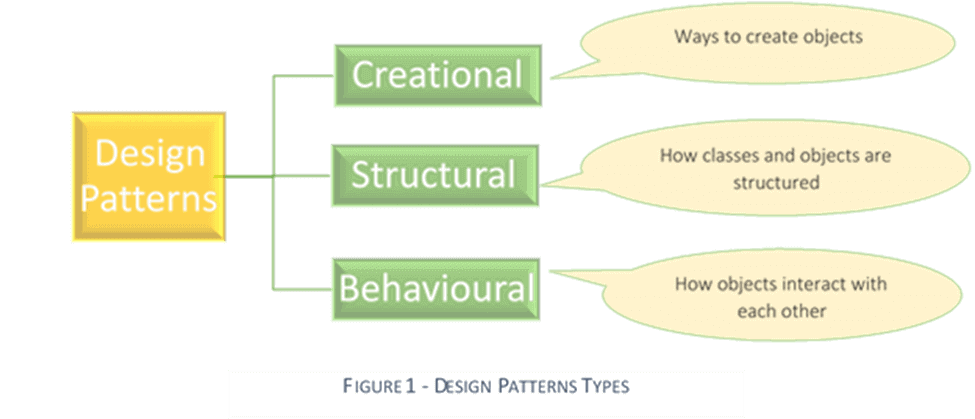 Design
Patterns
Creational
Ways to create objects
Structural
How classes and objects are
structured
Behavioural
How objects interact with
each other
FIGURE 1 - DESIGN PATTERNS TYPES